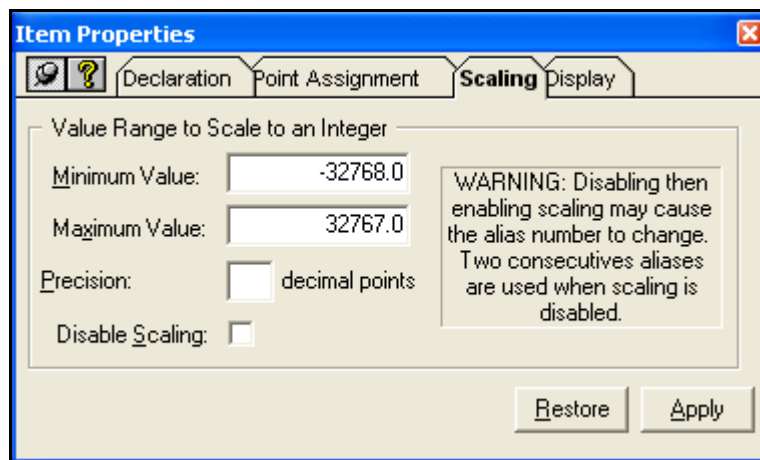 Item Properties
? Declaration Point Assignment Scaling Display
Value Range to Scale to an Integer
Minimum Value: -32768.0
Maximum Value: 32767.0
Precision: decimal points
Disable Scaling:
WARNING: Disabling then
enabling scaling may cause
the alias number to change.
Two consecutives aliases
are used when scaling is
disabled.
Restore Apply